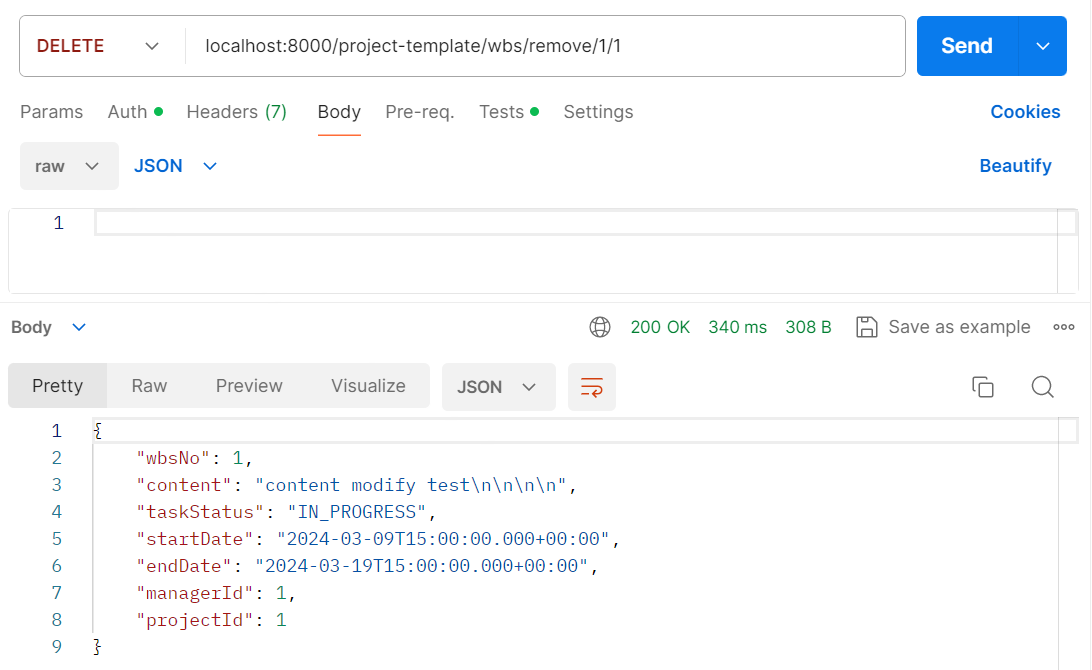 DELETE localhost:8000/project-template/wbs/remove/1/1 Send
Params Auth Headers (7) Body Pre-req. Tests Settings Cookies
raw JSON Beautify
1
Body 200 OK 340 ms 308 B Save as example
Pretty Raw Preview Visualize JSON
1 {
2 "wbsNo": 1,
3 "content": "content modify test\n\n\n\n",
4 "taskStatus": "IN_PROGRESS",
5 "startDate": "2024-03-09T15:00:00.000+00:00",
6 "endDate": "2024-03-19T15:00:00.000+00:00",
7 "managerId": 1,
8 "projectId": 1
9 }